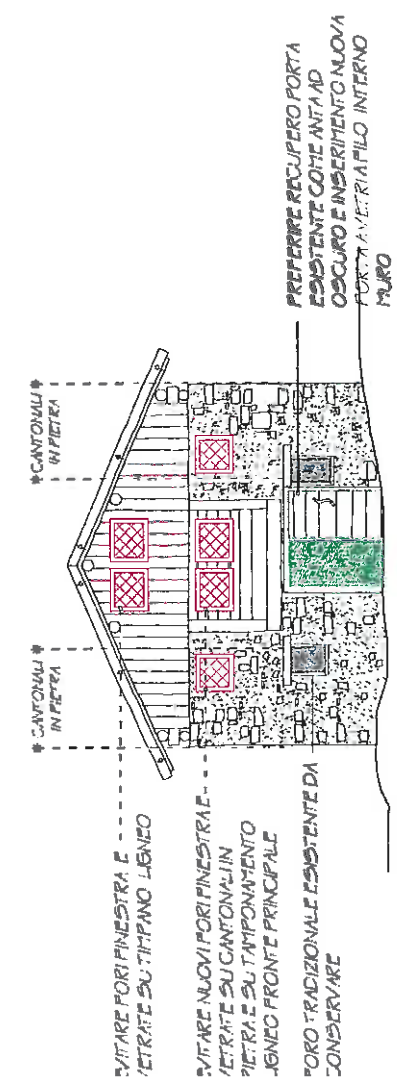 * CANTONALI *
IN PIETRA
* CANTONALI *
IN PIETRA
EVITARE FORI FINESTRA E
VETRATE SU TIMPANO LIGNEO
EVITARE NUOVI FORI FINESTRA E
VETRATE SU CANTONALI IN
PIETRA E SU TAMPONAMENTO
LIGNEO FRONTE PRINCIPALE
FORO TRADIZIONALE ESISTENTE DA
CONSERVARE
PREFERIRE RECUPERO PORTA
ESISTENTE COME ANTA AD
OSCURO E INSERIMENTO NUOVA
PORTA A VETRI A FILO INTERNO
MURO